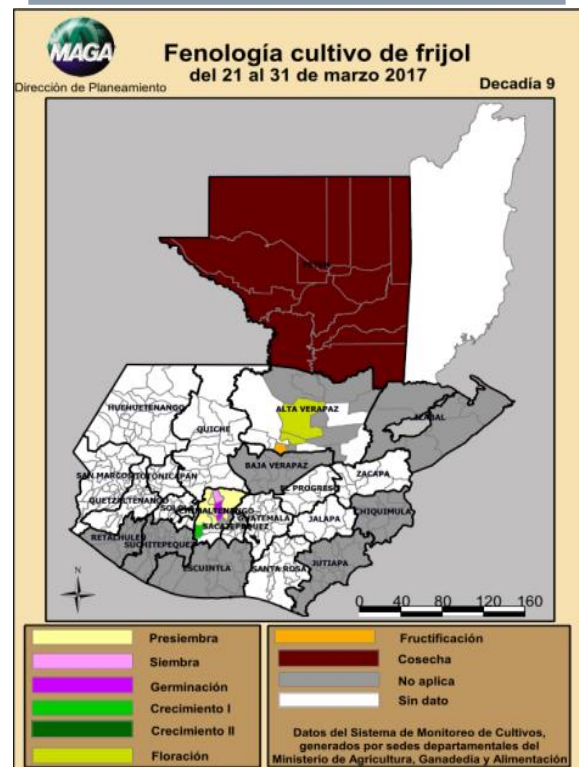 MAGA
Fenología cultivo de frijol
del 21 al 31 de marzo 2017
Dirección de Planeamiento
Decadía 9
ALTA VERAPAZ
HUEHUETENANGO
IZABAL
QUICHE
BAJA VERAPAZ
ZACAPA
SAN MARCOS
TOTONICAPAN
EL PROGRESO
QUETZALTENANGO
SOLOLA
CHIMALTENANGO
GUATEMALA
JALAPA
CHIQUIMULA
SACATEPEQUEZ
RETALHULEU
SUCHITEPEQUEZ
ESCUINTLA
SANTA ROSA
JUTIAPA
N
0 40 80 120 160
Presiembra
Siembra
Germinación
Crecimiento I
Crecimiento II
Floración
Fructificación
Cosecha
No aplica
Sin dato
Datos del Sistema de Monitoreo de Cultivos,
generados por sedes departamentales del
Ministerio de Agricultura, Ganadedía y Alimentación